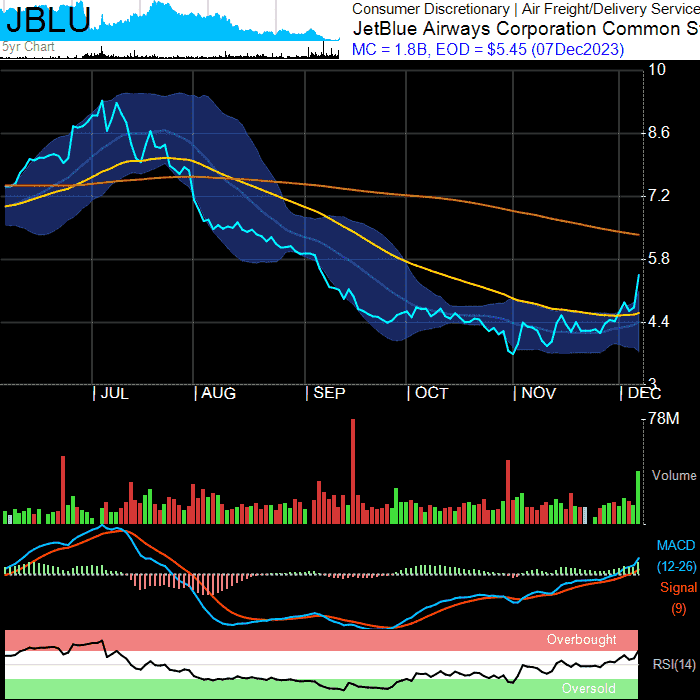 JBLU
5yr Chart
Consumer Discretionary | Air Freight/Delivery Service
JetBlue Airways Corporation Common S
MC = 1.8B, EOD = $5.45 (07Dec2023)
10
8.6
7.2
5.8
4.4
3
JUL AUG SEP OCT NOV DEC
78M
Volume
MACD
(12-26)
Signal
(9)
Overbought
RSI(14)
Oversold